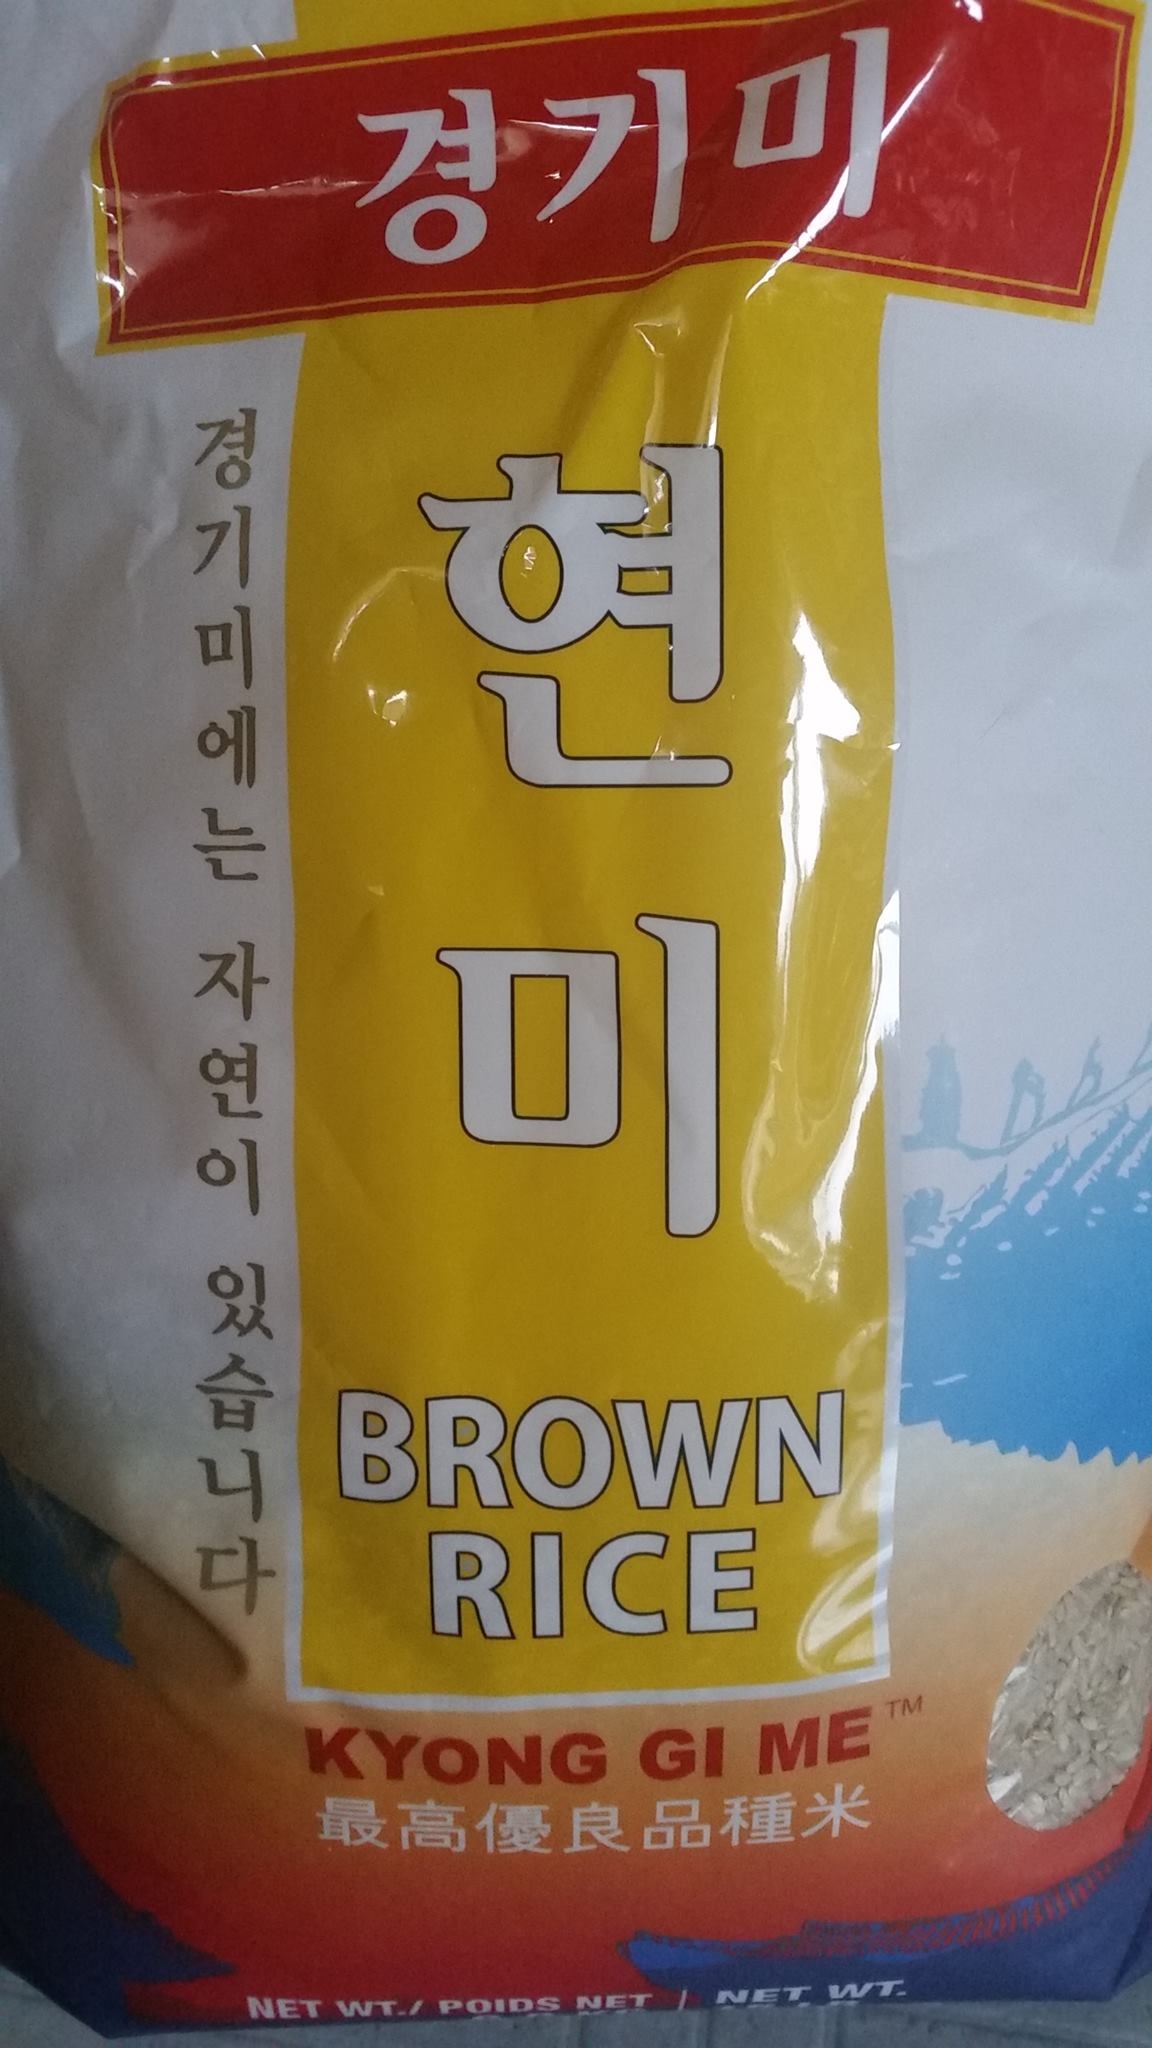 경기미
경기미에는 자연이 있습니다
현미
BROWN
RICE
KYONG GI ME™
最高優良品種米
NET WT./ POIDS NET | NET WT.